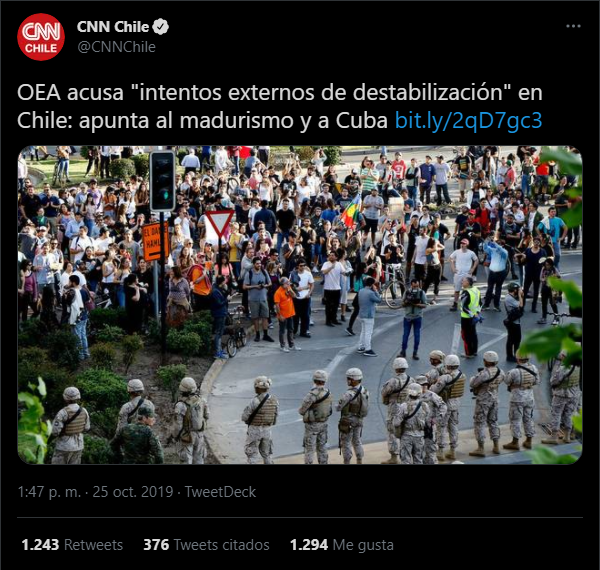 CNN
CHILE
CNN Chile
@CNNChile
OEA acusa "intentos externos de destabilización" en
Chile: apunta al madurismo y a Cuba bit.ly/2qD7gc3
1:47 p. m. · 25 oct. 2019 · TweetDeck
1.243 Retweets 376 Tweets citados 1.294 Me gusta